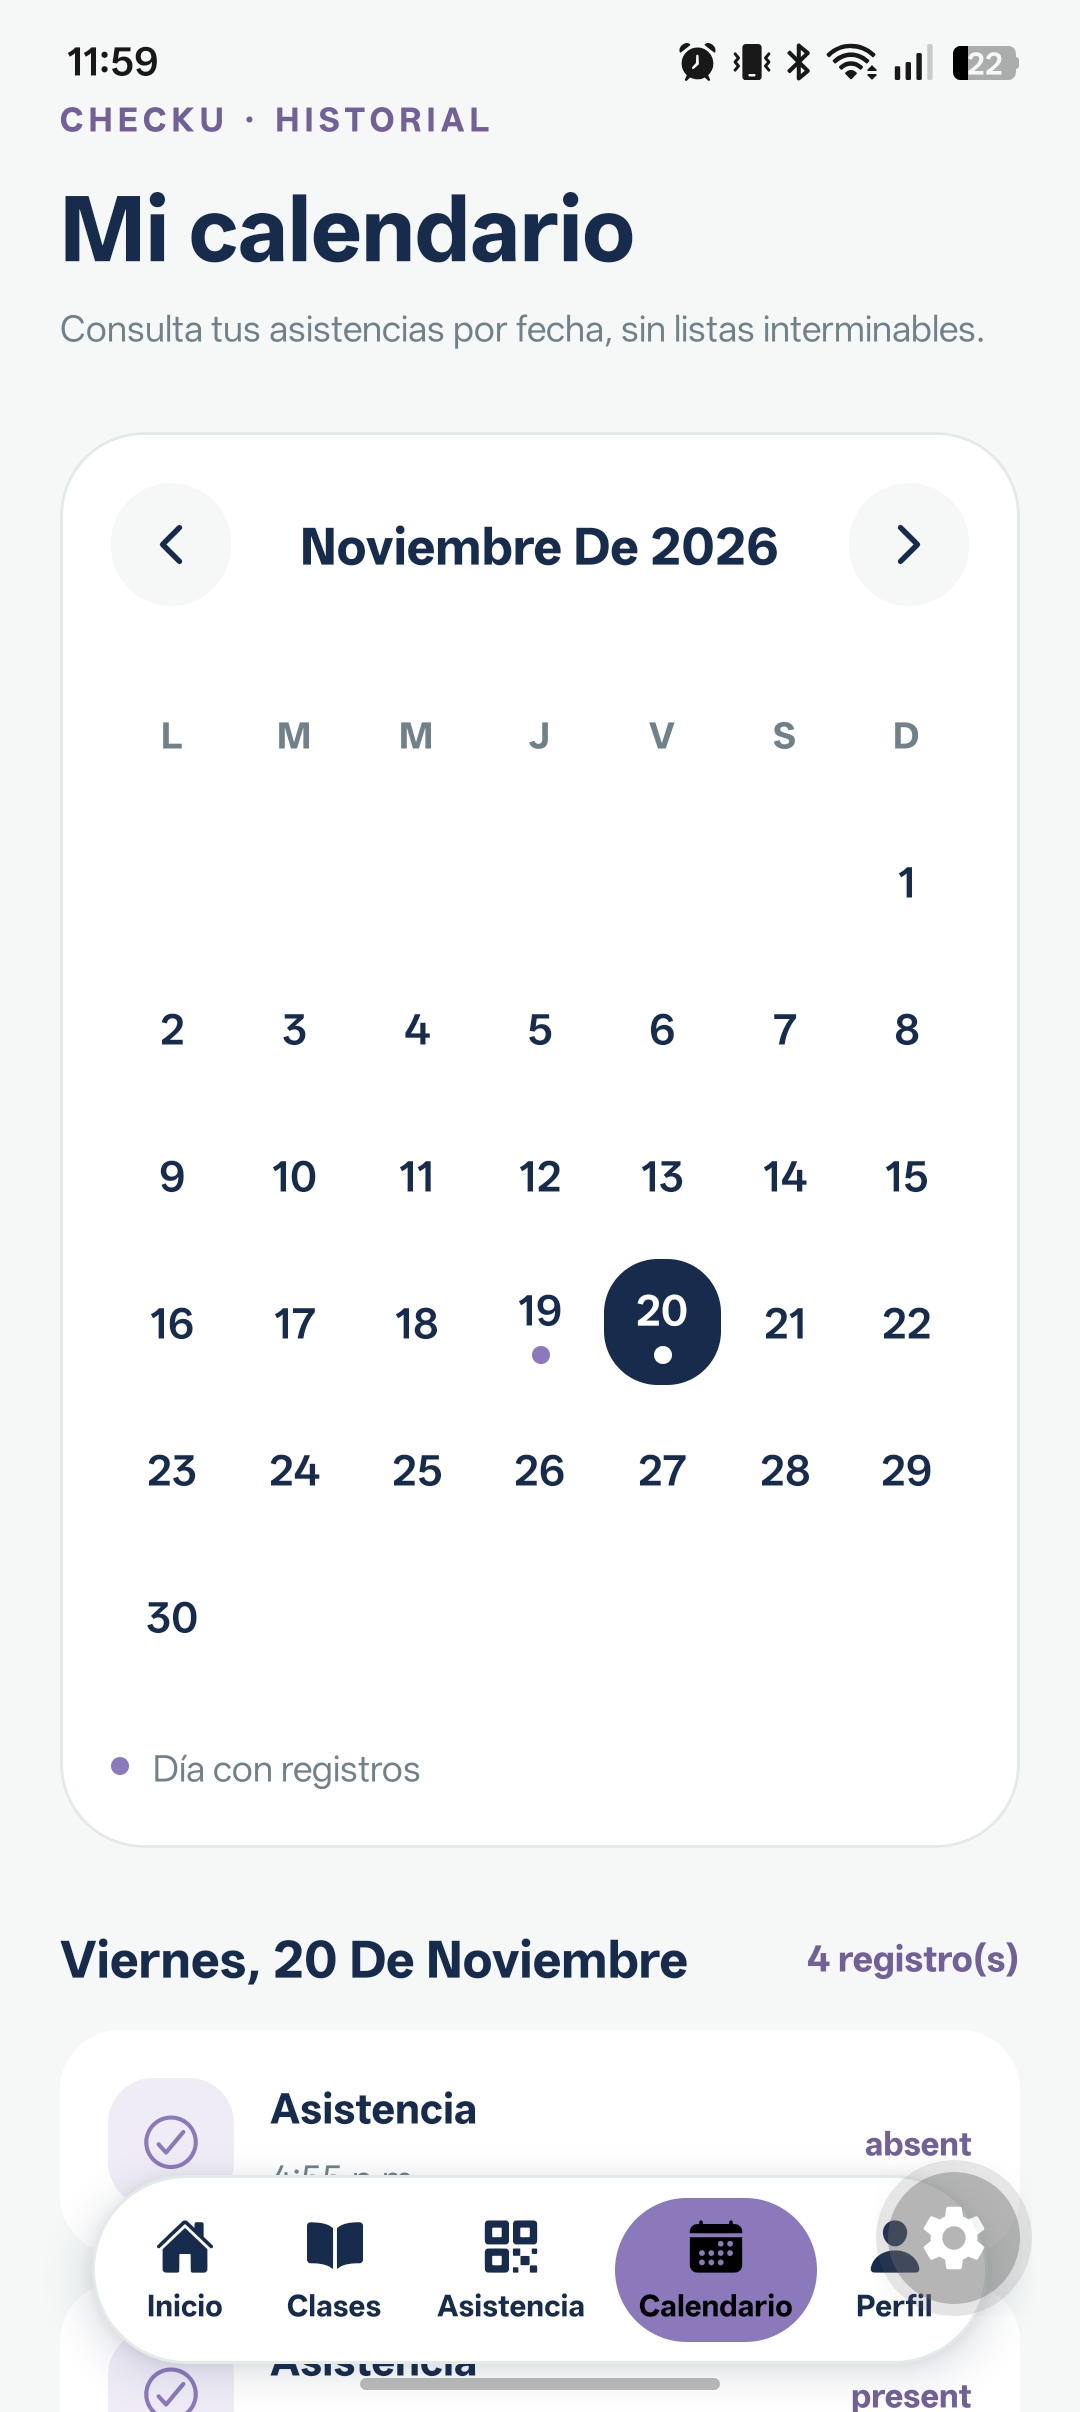 11:59
22
CHECKU · HISTORIAL
Mi calendario
Consulta tus asistencias por fecha, sin listas interminables.
Noviembre De 2026
L M M J V S D
1
2 3 4 5 6 7 8
9 10 11 12 13 14 15
16 17 18 19 20 21 22
23 24 25 26 27 28 29
30
Día con registros
Viernes, 20 De Noviembre 4 registro(s)
Asistencia
absent
Inicio Clases Asistencia Calendario Perfil
Asistencia
present